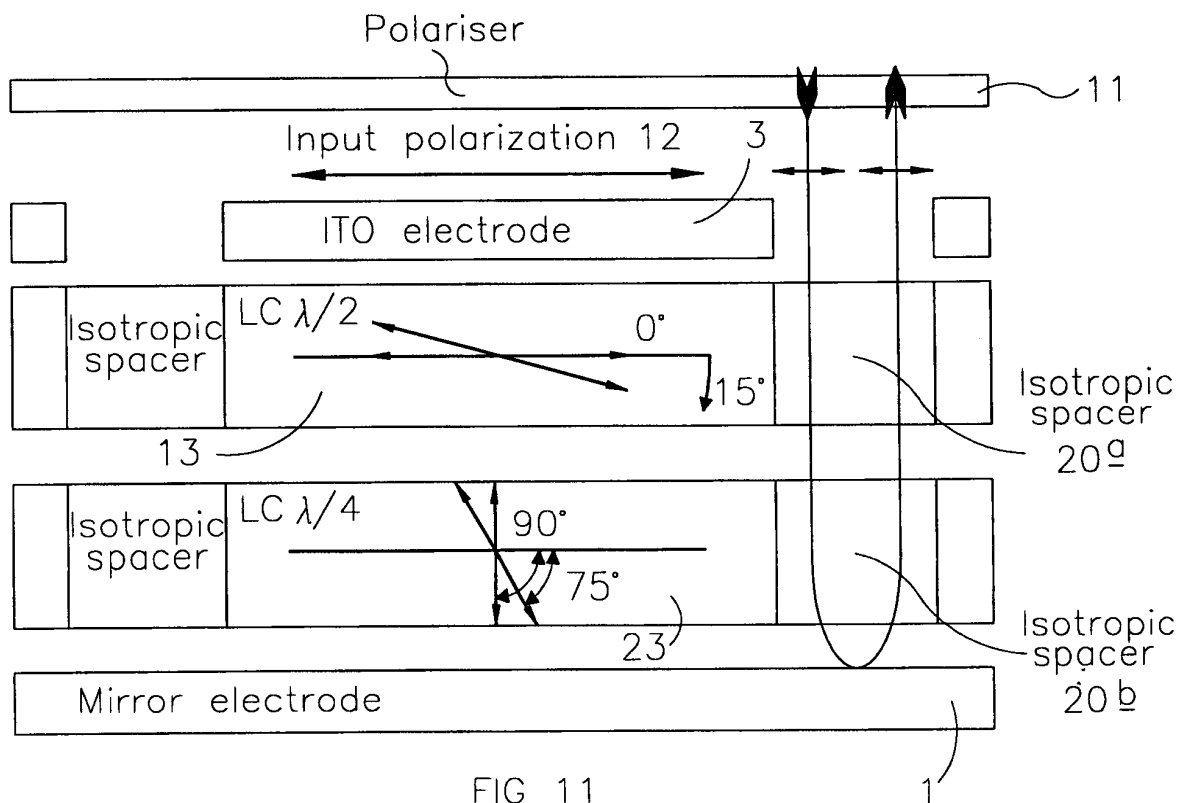 Polariser
11
Input polarization 12
3
ITO electrode
Isotropic
spacer
LC λ/2
0°
15°
13
Isotropic
spacer
20a
Isotropic
spacer
LC λ/4
90°
75°
23
Isotropic
spacer
20b
Mirror electrode
1
FIG 11